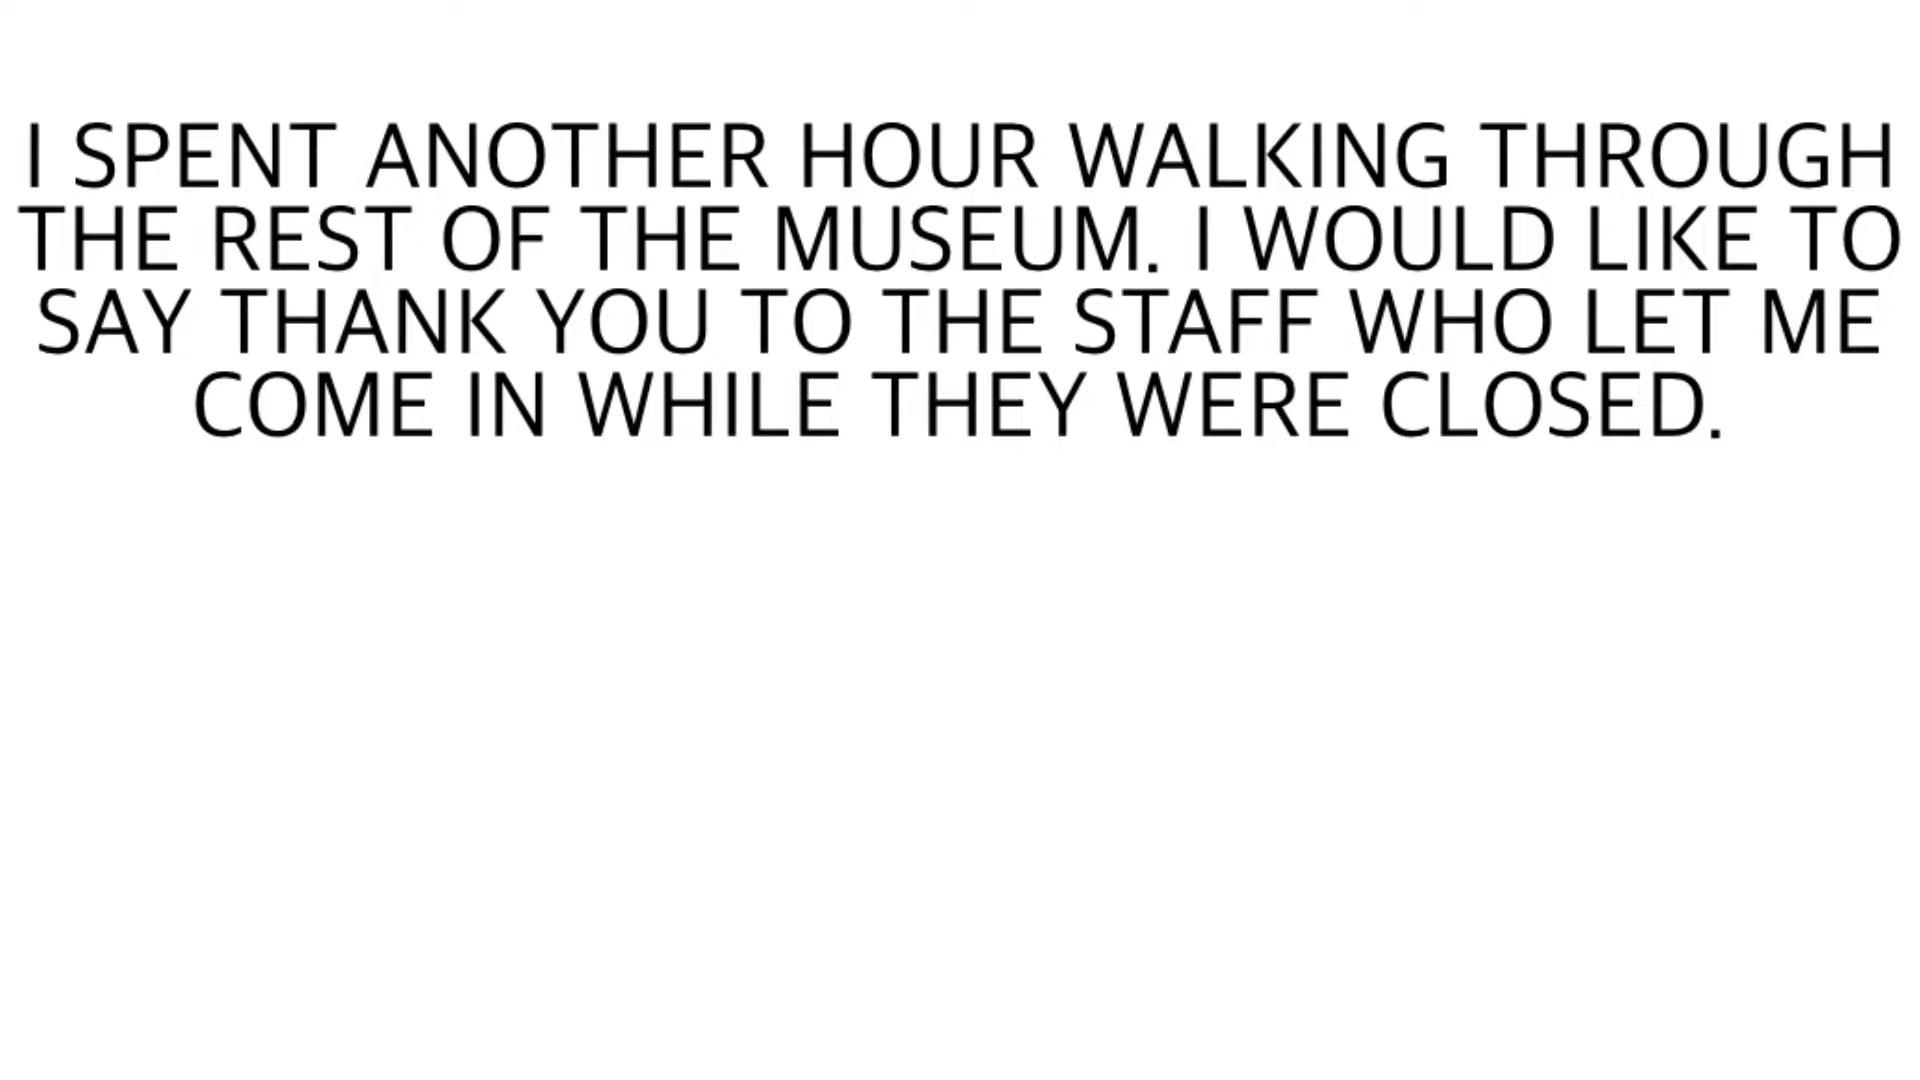 I SPENT ANOTHER HOUR WALKING THROUGH
THE REST OF THE MUSEUM. I WOULD LIKE TO
SAY THANK YOU TO THE STAFF WHO LET ME
COME IN WHILE THEY WERE CLOSED.